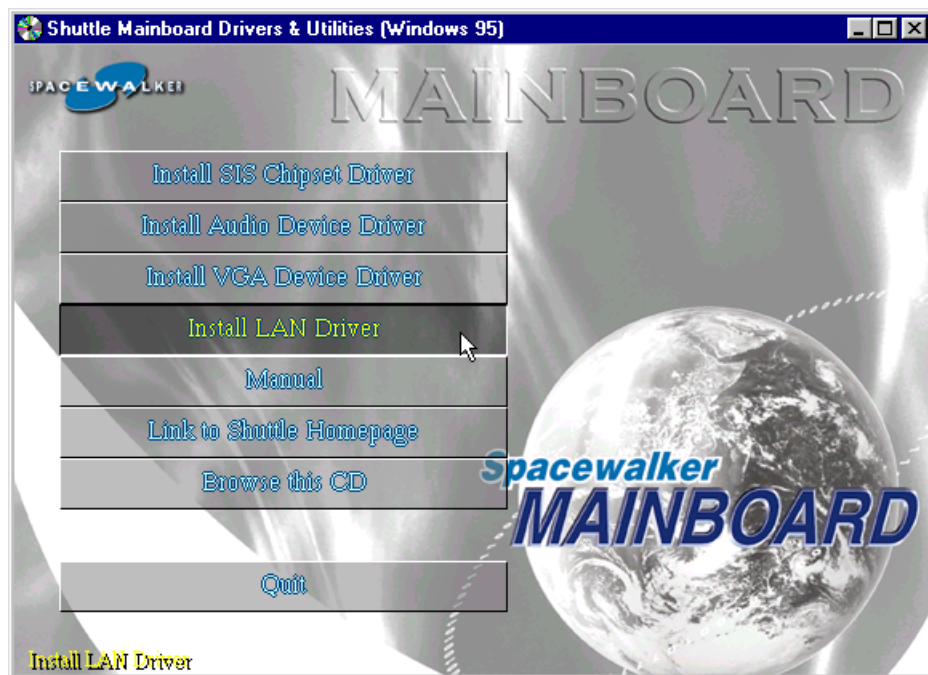 Shuttle Mainboard Drivers & Utilities (Windows 95)
SPACEWALKER
MAINBOARD
Install SIS Chipset Driver
Install Audio Device Driver
Install VGA Device Driver
Install LAN Driver
Manual
Link to Shuttle Homepage
Browse this CD
Spacewalker
MAINBOARD
Quit
Install LAN Driver